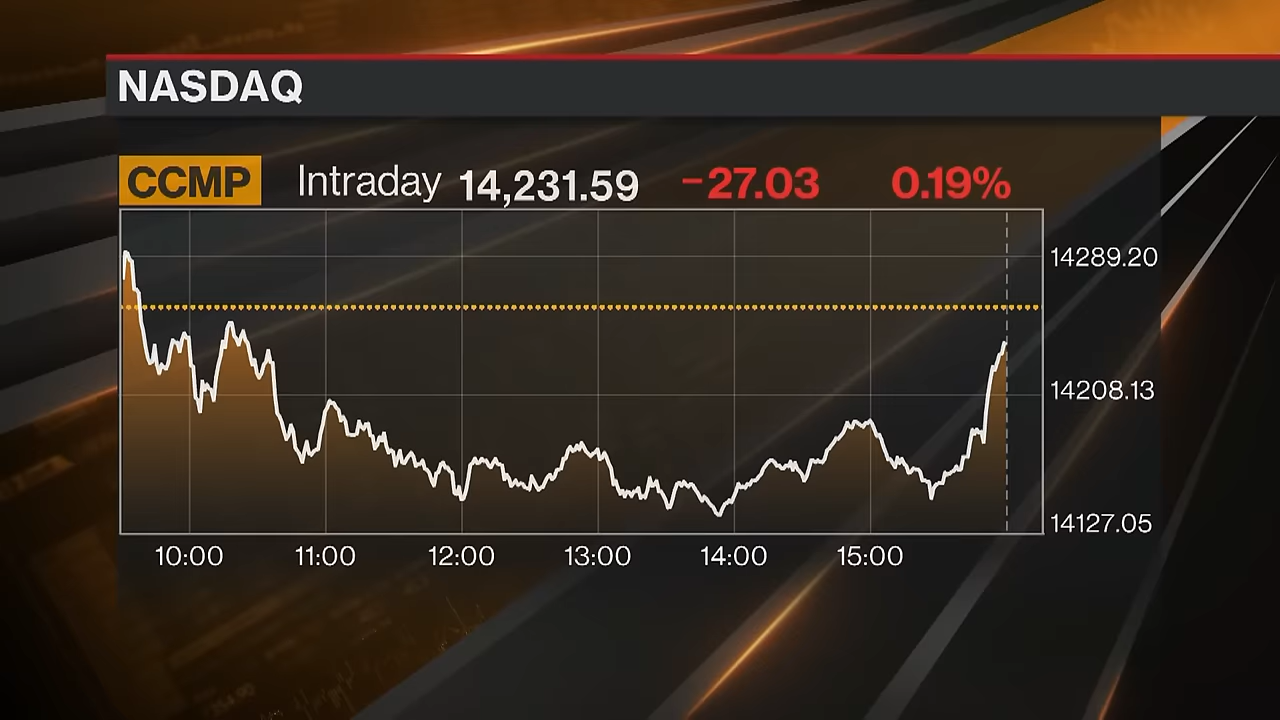 NASDAQ
CCMP Intraday 14,231.59 −27.03 0.19%
14289.20
14208.13
14127.05
10:00 11:00 12:00 13:00 14:00 15:00